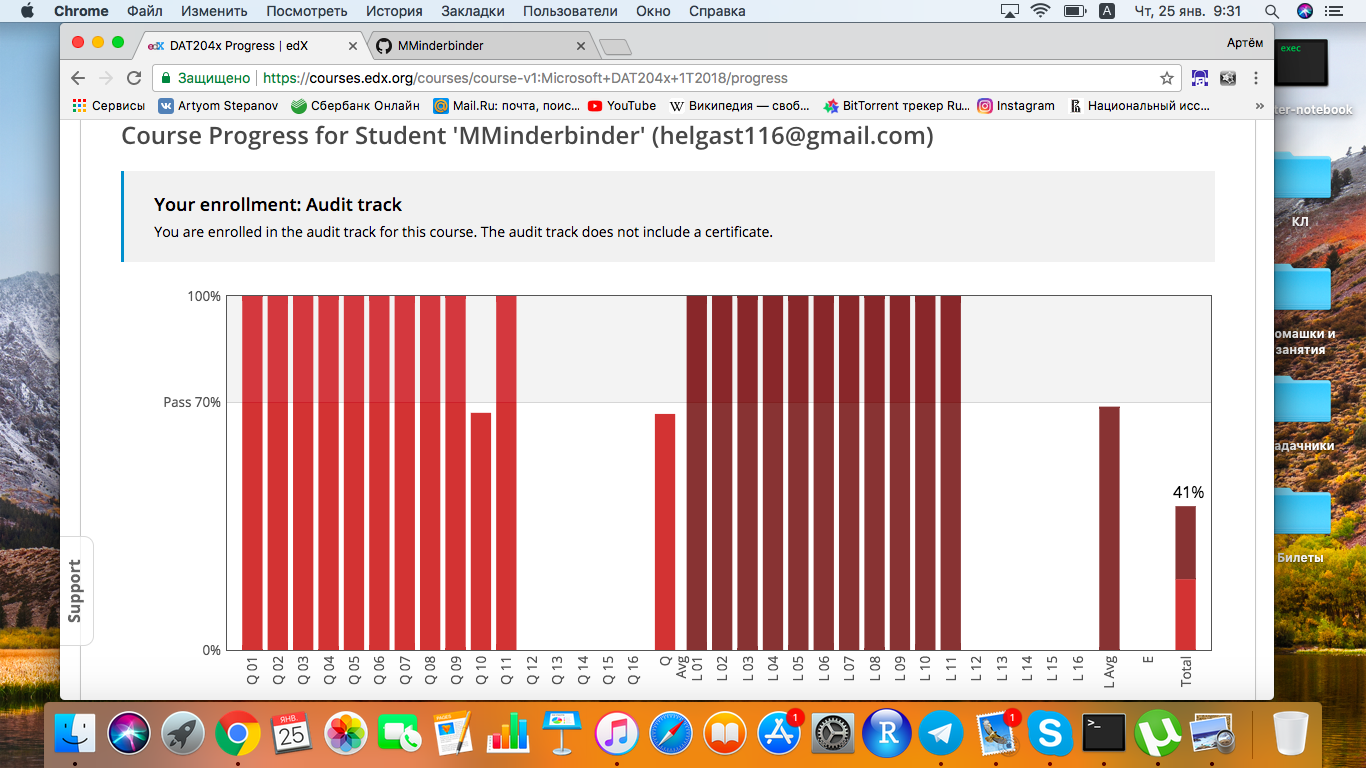 Chrome Файл Изменить Посмотреть История Закладки Пользователи Окно Справка A Чт, 25 янв. 9:31
edX DAT204x Progress | edX MMinderbinder Артём
Защищено https://courses.edx.org/courses/course-v1:Microsoft+DAT204x+1T2018/progress
Сервисы Artyom Stepanov Сбербанк Онлайн Mail.Ru: почта, поис... YouTube W Википедия — своб... BitTorrent трекер Ru... Instagram Национальный исс... »
exec
ter-notebook
КЛ
омашки и
занятия
адачники
Билеты
Course Progress for Student 'MMinderbinder' (helgast116@gmail.com)
Your enrollment: Audit track
You are enrolled in the audit track for this course. The audit track does not include a certificate.
100%
Pass 70%
41%
0%
Q 01 Q 02 Q 03 Q 04 Q 05 Q 06 Q 07 Q 08 Q 09 Q 10 Q 11 Q 12 Q 13 Q 14 Q 15 Q 16 Q Avg L 01 L 02 L 03 L 04 L 05 L 06 L 07 L 08 L 09 L 10 L 11 L 12 L 13 L 14 L 15 L 16 L Avg E Total
Support
ЯНВ.
25
PAGES
1
R
1
S
>_
µ